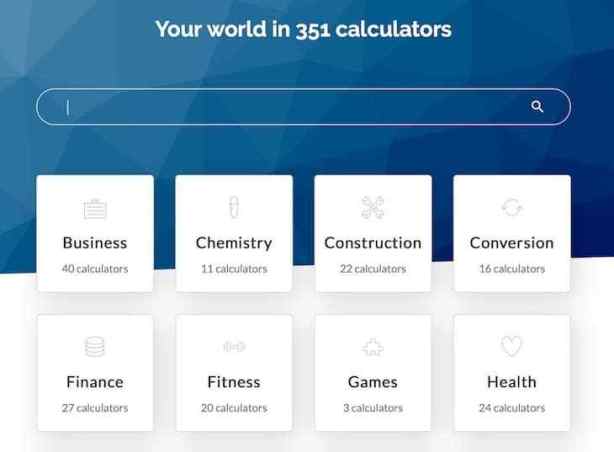 Your world in 351 calculators
Business
40 calculators
Chemistry
11 calculators
Construction
22 calculators
Conversion
16 calculators
Finance
27 calculators
Fitness
20 calculators
Games
3 calculators
Health
24 calculators